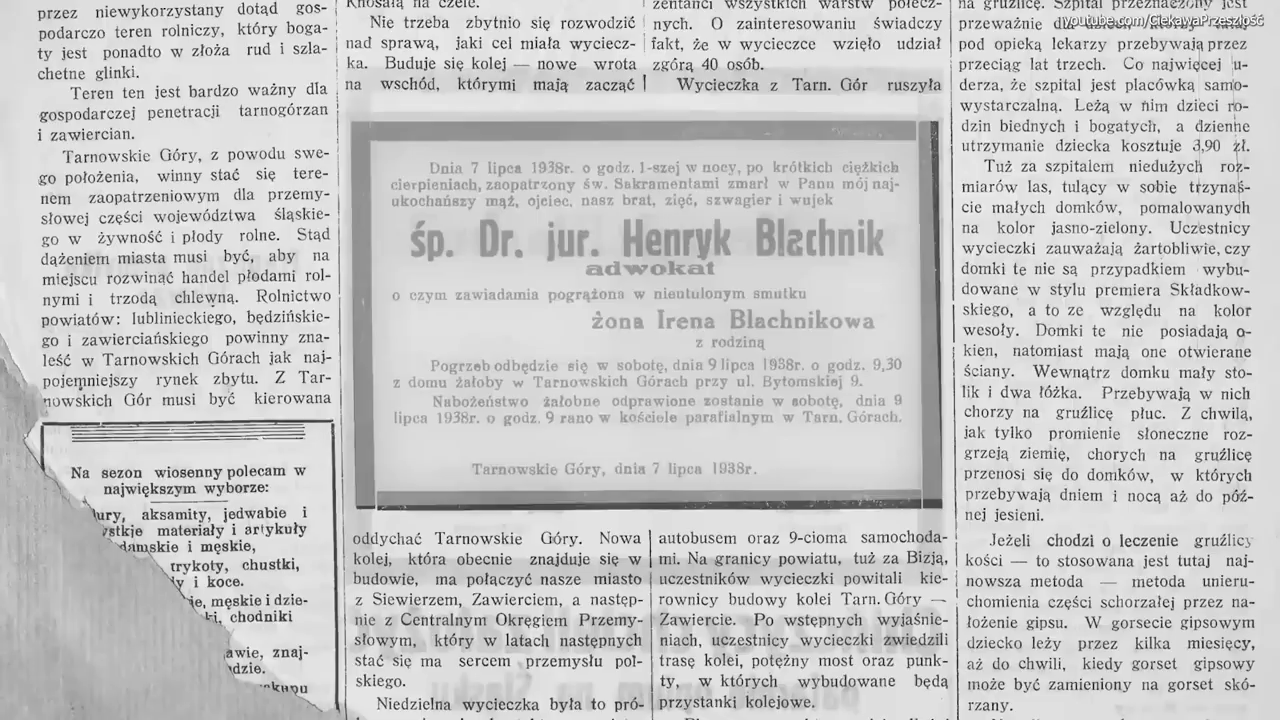 przez niewykorzystany dotąd gos-
podarczo teren rolniczy, który boga-
ty jest ponadto w złoża rud i szla-
chetne glinki.
Teren ten jest bardzo ważny dla
gospodarczej penetracji tarnogórzan
i zawiercian.
Tarnowskie Góry, z powodu swe-
go położenia, winny stać się tere-
nem zaopatrzeniowym dla przemy-
słowej części województwa śląskie-
go w żywność i płody rolne. Stąd
dążeniem miasta musi być, aby na
miejscu rozwinąć handel płodami rol-
nymi i trzodą chlewną. Rolnictwo
powiatów: lublinieckiego, będzińskie-
go i zawierciańskiego powinny zna-
leść w Tarnowskich Górach jak naj-
pojemniejszy rynek zbytu. Z Tar-
nowskich Gór musi być kierowana
Na sezon wiosenny polecam w
największym wyborze:
aksamity, jedwabie i
materiały i artykuły
damskie i męskie,
trykoty, chustki,
i koce.
męskie i dzie-
chodniki
znaj-
na czele.
Nie trzeba zbytnio się rozwodzić
nad sprawą, jaki cel miała wyciecz-
ka. Buduje się kolej — nowe wrota
na wschód, którymi mają zacząć
zentanci wszystkich warstw połecz-
nych. O zainteresowaniu świadczy
fakt, że w wycieczce wzięło udział
zgórą 40 osób.
Wycieczka z Tarn. Gór ruszyła
Dnia 7 lipca 1938r. o godz. 1-szej w nocy, po krótkich ciężkich
cierpieniach, zaopatrzony św. Sakramentami zmarł w Panu mój naj-
ukochańszy mąż, ojciec, nasz brat, zięć, szwagier i wujek
śp. Dr. jur. Henryk Blachnik
adwokat
o czym zawiadamia pogrążona w nieutulonym smutku
żona Irena Blachnikowa
z rodziną
Pogrzeb odbędzie się w sobotę, dnia 9 lipca 1938r. o godz. 9,30
z domu żałoby w Tarnowskich Górach przy ul. Bytomskiej 9.
Nabożeństwo żałobne odprawione zostanie w sobotę, dnia 9
lipca 1938r. o godz. 9 rano w kościele parafialnym w Tarn. Górach.
Tarnowskie Góry, dnia 7 lipca 1938r.
oddychać Tarnowskie Góry. Nowa
kolej, która obecnie znajduje się w
budowie, ma połączyć nasze miasto
z Siewierzem, Zawierciem, a następ-
nie z Centralnym Okręgiem Przemy-
słowym, który w latach następnych
stać się ma sercem przemysłu pol-
skiego.
Niedzielna wycieczka była to pró-
autobusem oraz 9-cioma samochoda-
mi. Na granicy powiatu, tuż za Bizją,
uczestników wycieczki powitali kie-
rownicy budowy kolei Tarn. Góry —
Zawiercie. Po wstępnych wyjaśnie-
niach, uczestnicy wycieczki zwiedzili
trasę kolei, potężny most oraz punk-
ty, w których wybudowane będą
przystanki kolejowe.
na gruźlicę. Szpital przeznaczony jest
przeważnie dla
pod opieką lekarzy przebywają przez
przeciąg lat trzech. Co najwięcej u-
derza, że szpital jest placówką samo-
wystarczalną. Leżą w nim dzieci ro-
dzin biednych i bogatych, a dzienne
utrzymanie dziecka kosztuje 3,90 zł.
Tuż za szpitalem niedużych roz-
miarów las, tulący w sobie trzynaś-
cie małych domków, pomalowanych
na kolor jasno-zielony. Uczestnicy
wycieczki zauważają żartobliwie, czy
domki te nie są przypadkiem wybu-
dowane w stylu premiera Składkow-
skiego, a to ze względu na kolor
wesoły. Domki te nie posiadają o-
kien, natomiast mają one otwierane
ściany. Wewnątrz domku mały sto-
lik i dwa łóżka. Przebywają w nich
chorzy na gruźlicę płuc. Z chwilą,
jak tylko promienie słoneczne roz-
grzeją ziemię, chorych na gruźlicę
przenosi się do domków, w których
przebywają dniem i nocą aż do póź-
nej jesieni.
Jeżeli chodzi o leczenie gruźlicy
kości — to stosowana jest tutaj naj-
nowsza metoda — metoda unieru-
chomienia części schorzałej przez na-
łożenie gipsu. W gorsecie gipsowym
dziecko leży przez kilka miesięcy,
aż do chwili, kiedy gorset gipsowy
może być zamieniony na gorset skó-
rzany.
youtube.com/CiekawaPrzeszłość